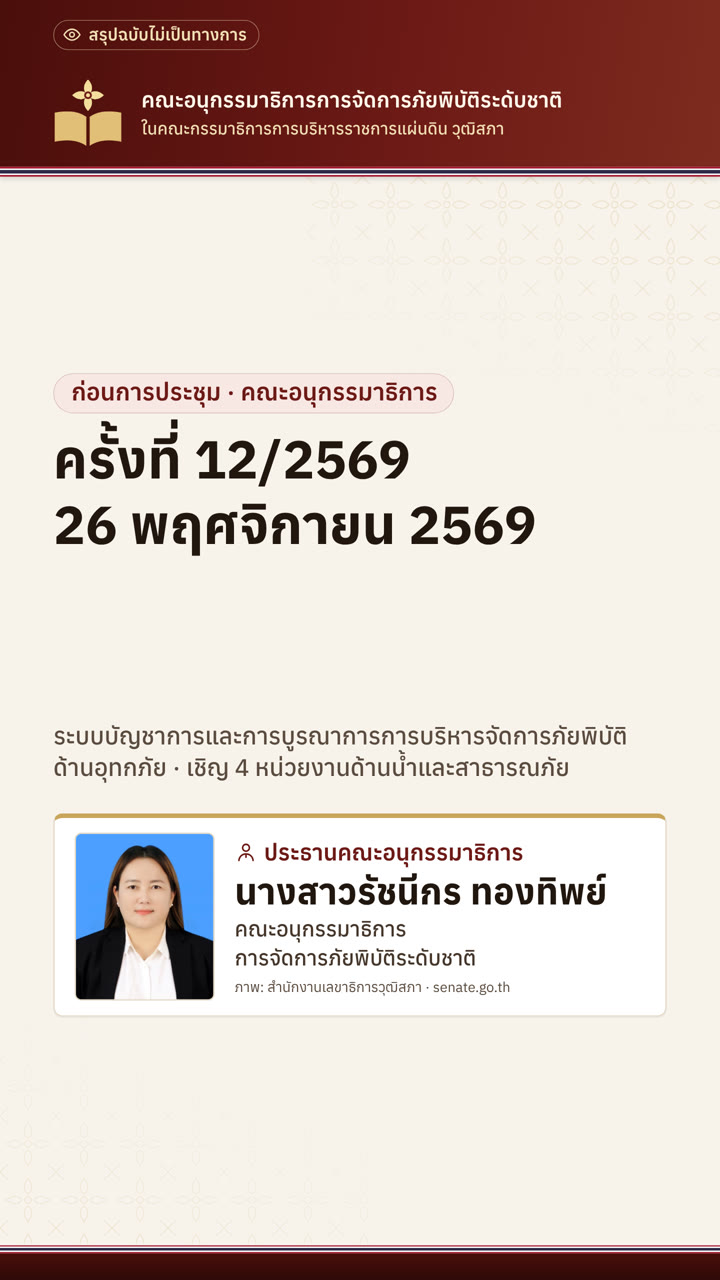 สรุปฉบับไม่เป็นทางการ
คณะอนุกรรมาธิการการจัดการภัยพิบัติระดับชาติ
ในคณะกรรมาธิการการบริหารราชการแผ่นดิน วุฒิสภา
ก่อนการประชุม · คณะอนุกรรมาธิการ
ครั้งที่ 12/2569
26 พฤศจิกายน 2569
ระบบบัญชาการและการบูรณาการการบริหารจัดการภัยพิบัติ
ด้านอุทกภัย · เชิญ 4 หน่วยงานด้านน้ำและสาธารณภัย
ประธานคณะอนุกรรมาธิการ
นางสาวรัชนีกร ทองทิพย์
คณะอนุกรรมาธิการ
การจัดการภัยพิบัติระดับชาติ
ภาพ: สำนักงานเลขาธิการวุฒิสภา · senate.go.th